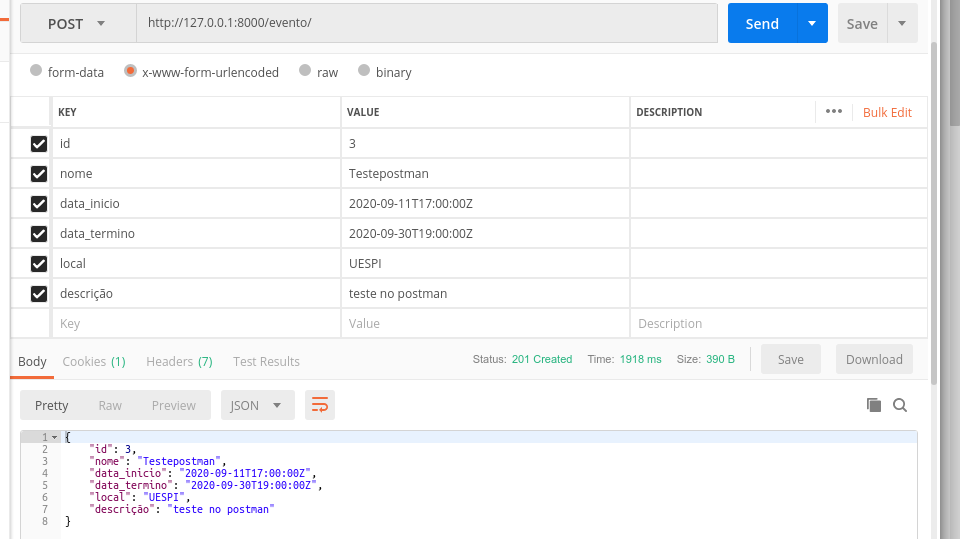 POST http://127.0.0.1:8000/evento/ Send Save
form-data x-www-form-urlencoded raw binary
KEY VALUE DESCRIPTION ••• Bulk Edit
id 3
nome Testepostman
data_inicio 2020-09-11T17:00:00Z
data_termino 2020-09-30T19:00:00Z
local UESPI
descrição teste no postman
Key Value Description
Body Cookies (1) Headers (7) Test Results Status: 201 Created Time: 1918 ms Size: 390 B Save Download
Pretty Raw Preview JSON
1 {
2 "id": 3,
3 "nome": "Testepostman",
4 "data_inicio": "2020-09-11T17:00:00Z",
5 "data_termino": "2020-09-30T19:00:00Z",
6 "local": "UESPI",
7 "descrição": "teste no postman"
8 }